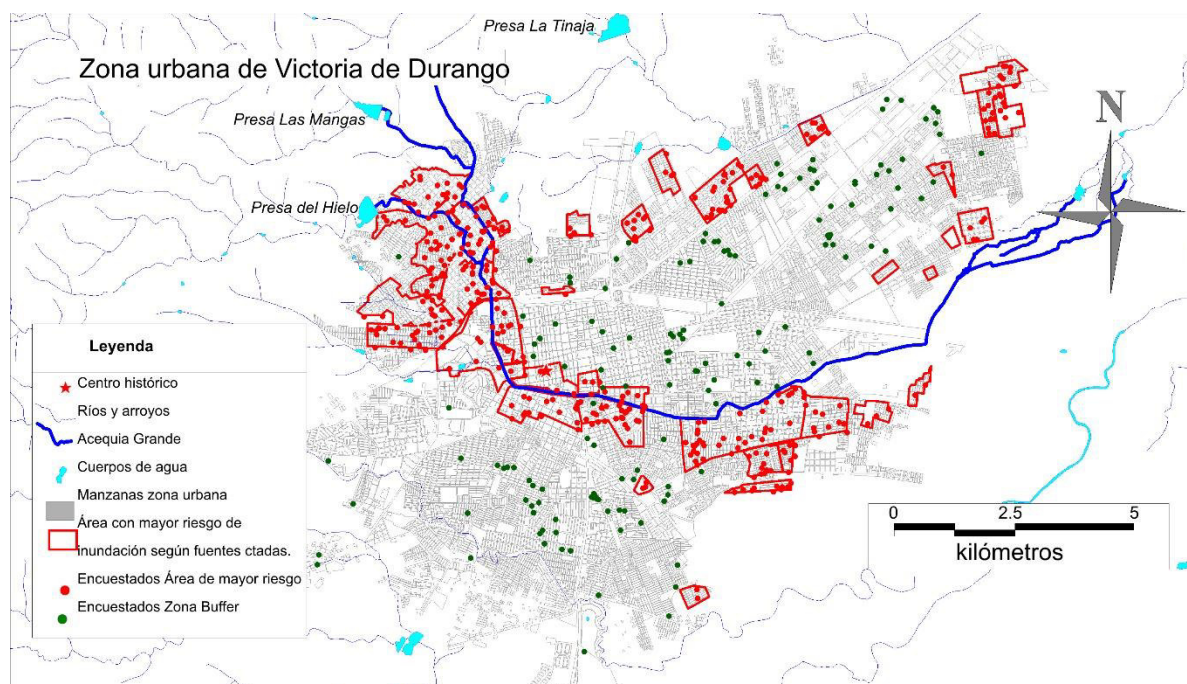 Presa La Tinaja
Zona urbana de Victoria de Durango
Presa Las Mangas
N
Presa del Hielo
Leyenda
Centro histórico
Ríos y arroyos
Acequia Grande
Cuerpos de agua
Manzanas zona urbana
Área con mayor riesgo de
inundación según fuentes ctadas.
Encuestados Área de mayor riesgo
Encuestados Zona Buffer
0 2.5 5
kilómetros